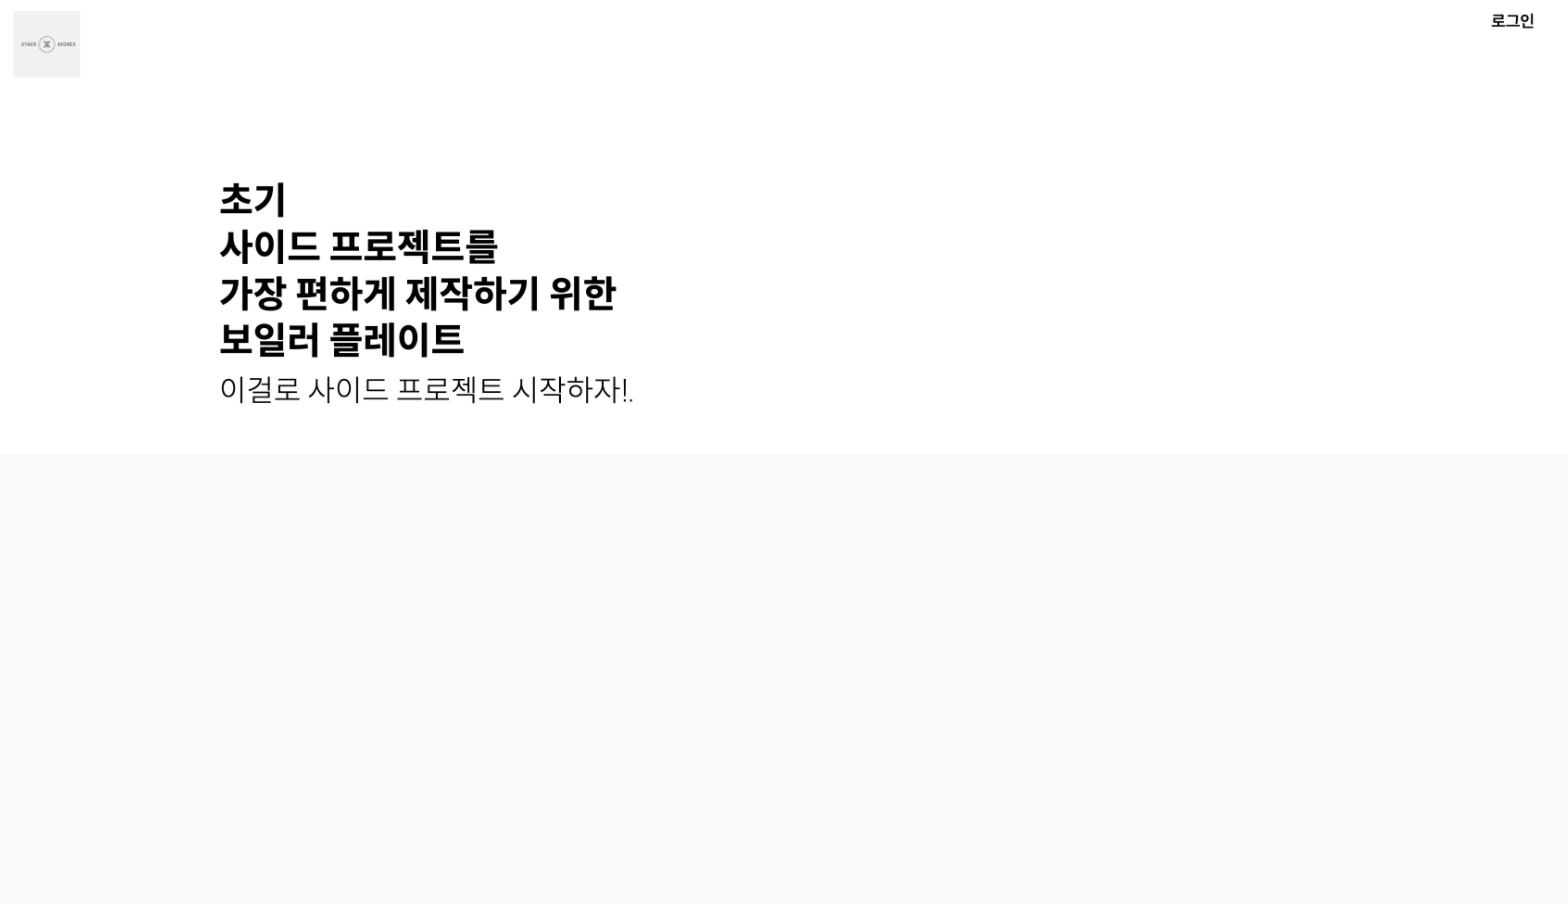 STACK SHINES
로그인
초기
사이드 프로젝트를
가장 편하게 제작하기 위한
보일러 플레이트
이걸로 사이드 프로젝트 시작하자!.